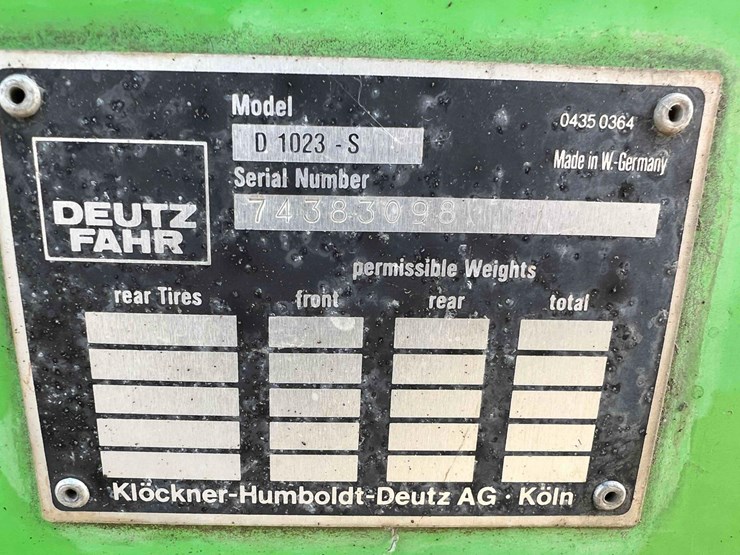 Model
D 1023 - S
0435 0364
Made in W.-Germany
Serial Number
DEUTZ
FAHR
permissible Weights
rear Tires front rear total
Klöckner-Humboldt-Deutz AG · Köln